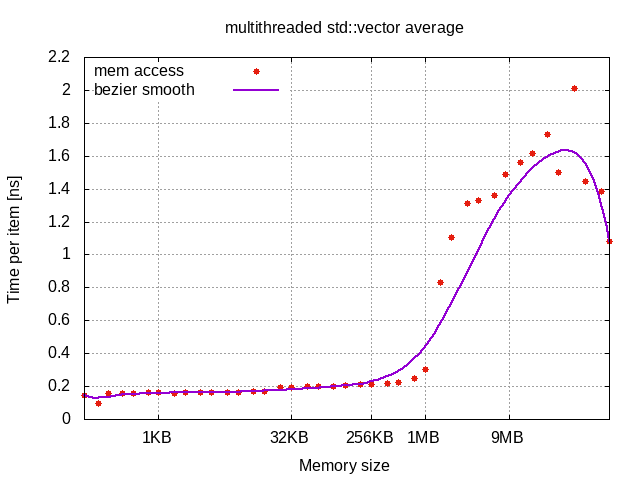 multithreaded std::vector average
mem access
bezier smooth
2.2
2
1.8
1.6
1.4
1.2
1
0.8
0.6
0.4
0.2
0
Time per item [ns]
1KB 32KB 256KB 1MB 9MB
Memory size